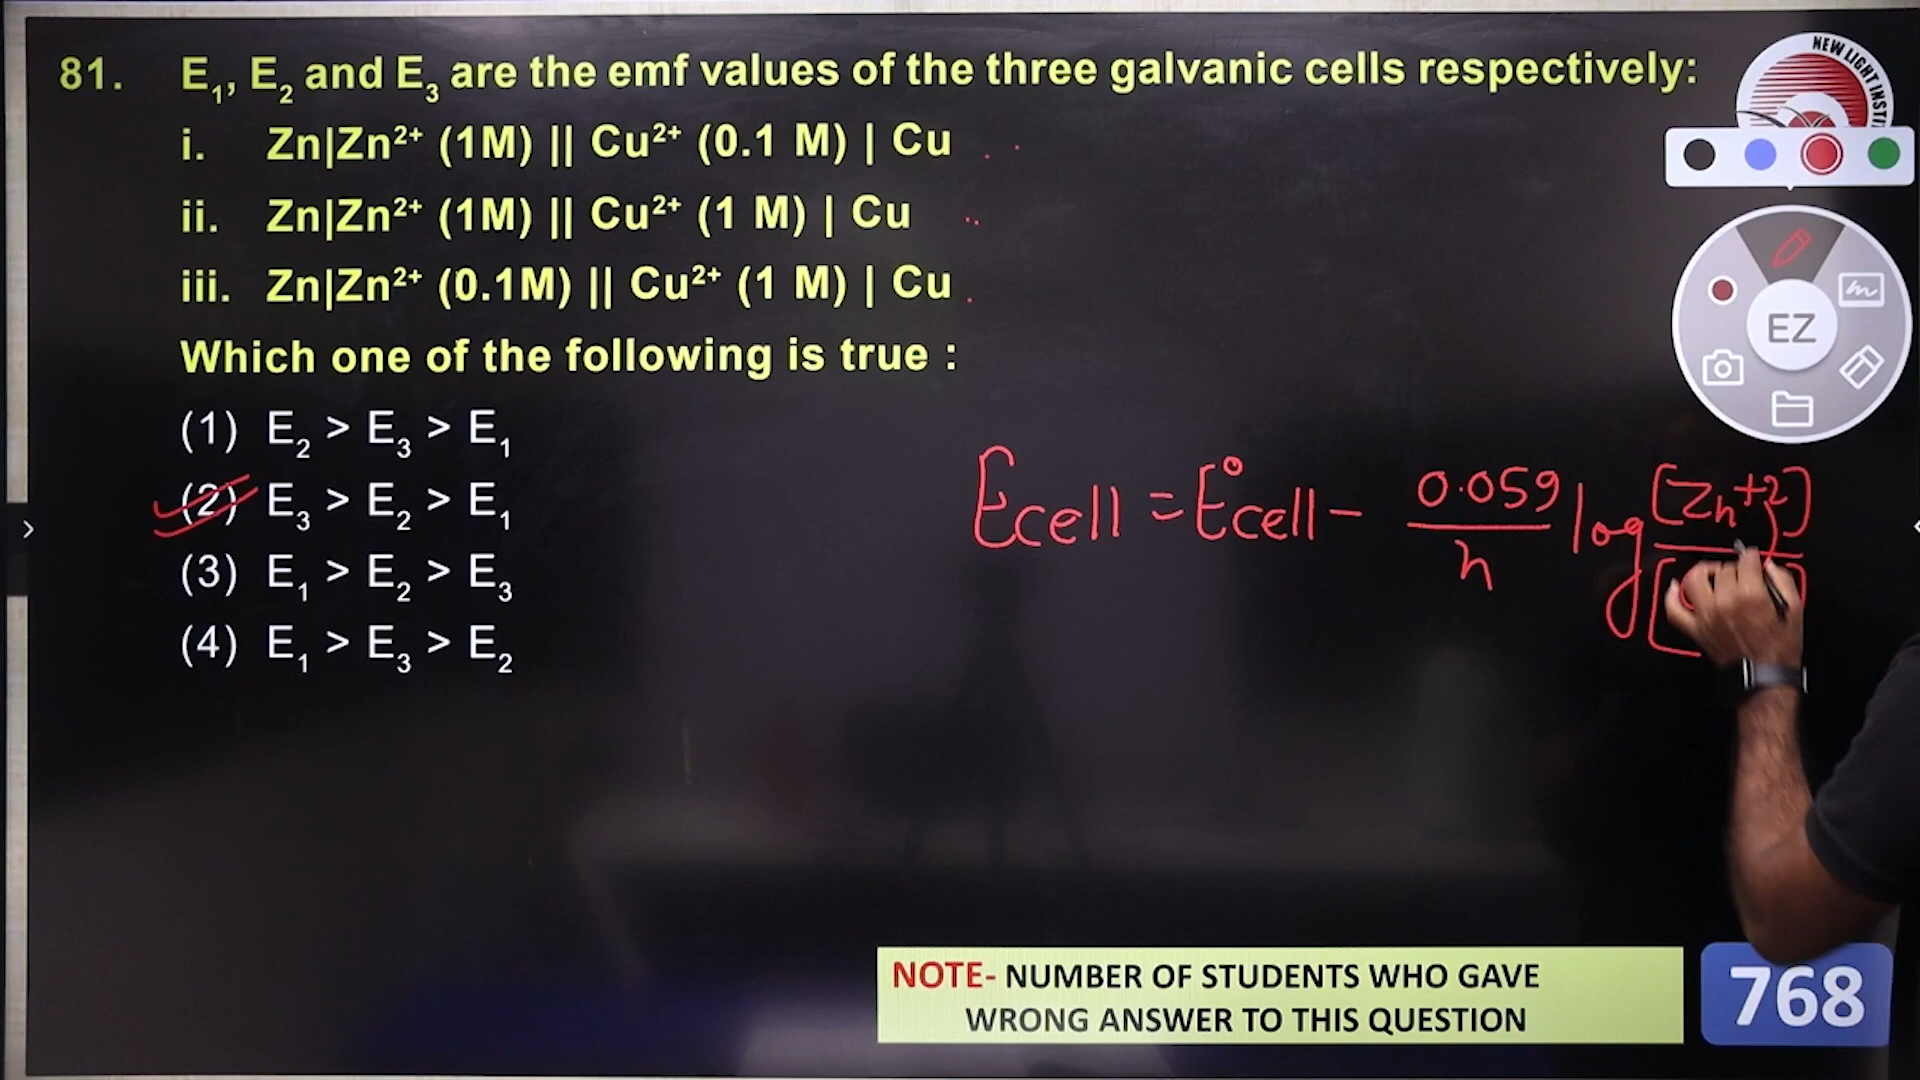 81. E₁, E₂ and E₃ are the emf values of the three galvanic cells respectively:
i. Zn|Zn²⁺ (1M) || Cu²⁺ (0.1 M) | Cu
ii. Zn|Zn²⁺ (1M) || Cu²⁺ (1 M) | Cu
iii. Zn|Zn²⁺ (0.1M) || Cu²⁺ (1 M) | Cu
Which one of the following is true :
(1) E₂ > E₃ > E₁
(2) E₃ > E₂ > E₁
(3) E₁ > E₂ > E₃
(4) E₁ > E₃ > E₂
Ecell = E°cell - 0.059/n log [Zn⁺²]
NEW LIGHT
EZ
NOTE- NUMBER OF STUDENTS WHO GAVE
WRONG ANSWER TO THIS QUESTION
768